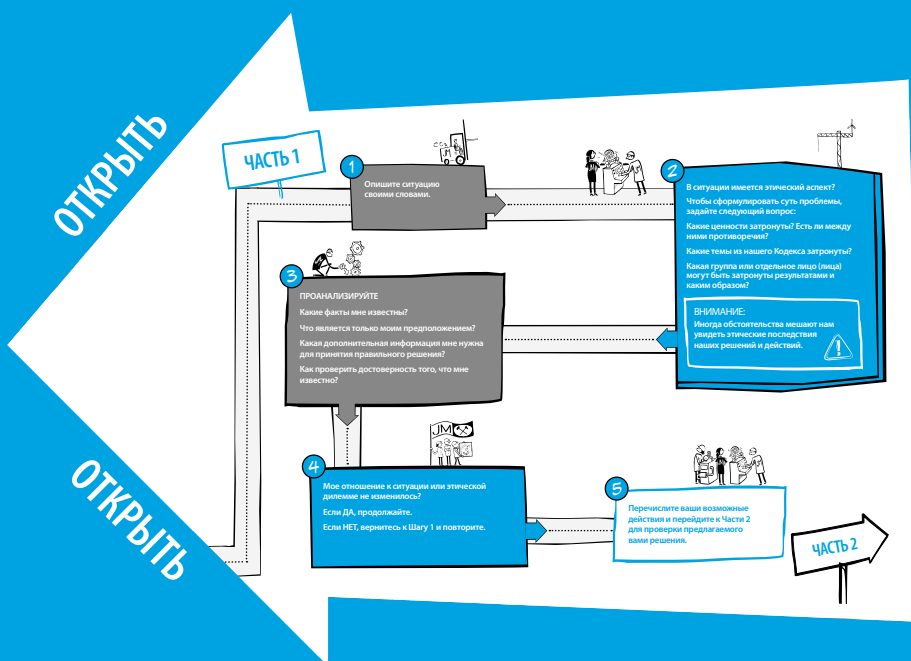 ОТКРЫТЬ
ЧАСТЬ 1
1
Опишите ситуацию
своими словами.
2
В ситуации имеется этический аспект?
Чтобы сформулировать суть проблемы,
задайте следующий вопрос:
Какие ценности затронуты? Есть ли между
ними противоречия?
Какие темы из нашего Кодекса затронуты?
Какая группа или отдельное лицо (лица)
могут быть затронуты результатами и
каким образом?
ВНИМАНИЕ:
Иногда обстоятельства мешают нам
увидеть этические последствия
наших решений и действий.
!
3
ПРОАНАЛИЗИРУЙТЕ
Какие факты мне известны?
Что является только моим предположением?
Какая дополнительная информация мне нужна
для принятия правильного решения?
Как проверить достоверность того, что мне
известно?
JM
4
Мое отношение к ситуации или этической
дилемме не изменилось?
Если ДА, продолжайте.
Если НЕТ, вернитесь к Шагу 1 и повторите.
5
Перечислите ваши возможные
действия и перейдите к Части 2
для проверки предлагаемого
вами решения.
ЧАСТЬ 2
ОТКРЫТЬ